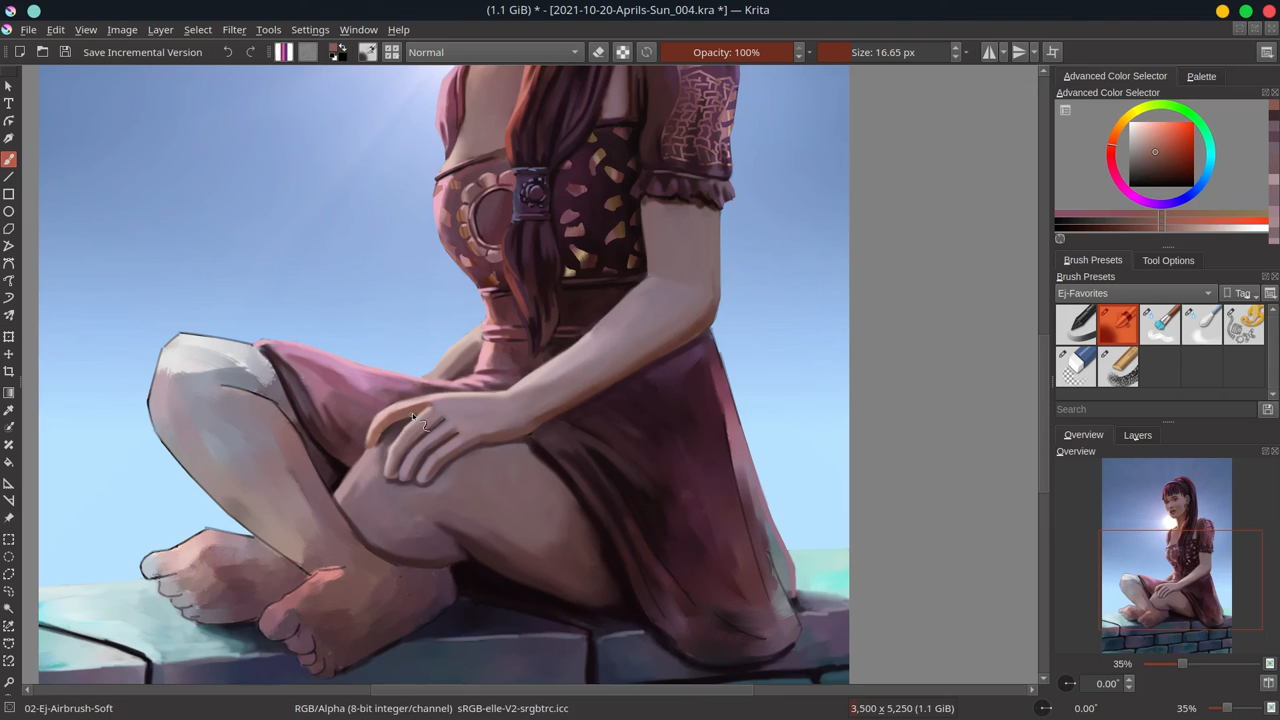 (1.1 GiB) * - [2021-10-20-Aprils-Sun_004.kra *] — Krita
File Edit View Image Layer Select Filter Tools Settings Window Help
Save Incremental Version Normal Opacity: 100% Size: 16.65 px
Advanced Color Selector Palette
Advanced Color Selector
Brush Presets Tool Options
Brush Presets
Ej-Favorites Tag
Search
Overview Layers
Overview
35%
0.00°
02-Ej-Airbrush-Soft RGB/Alpha (8-bit integer/channel) sRGB-elle-V2-srgbtrc.icc 3,500 x 5,250 (1.1 GiB) 0.00° 35%